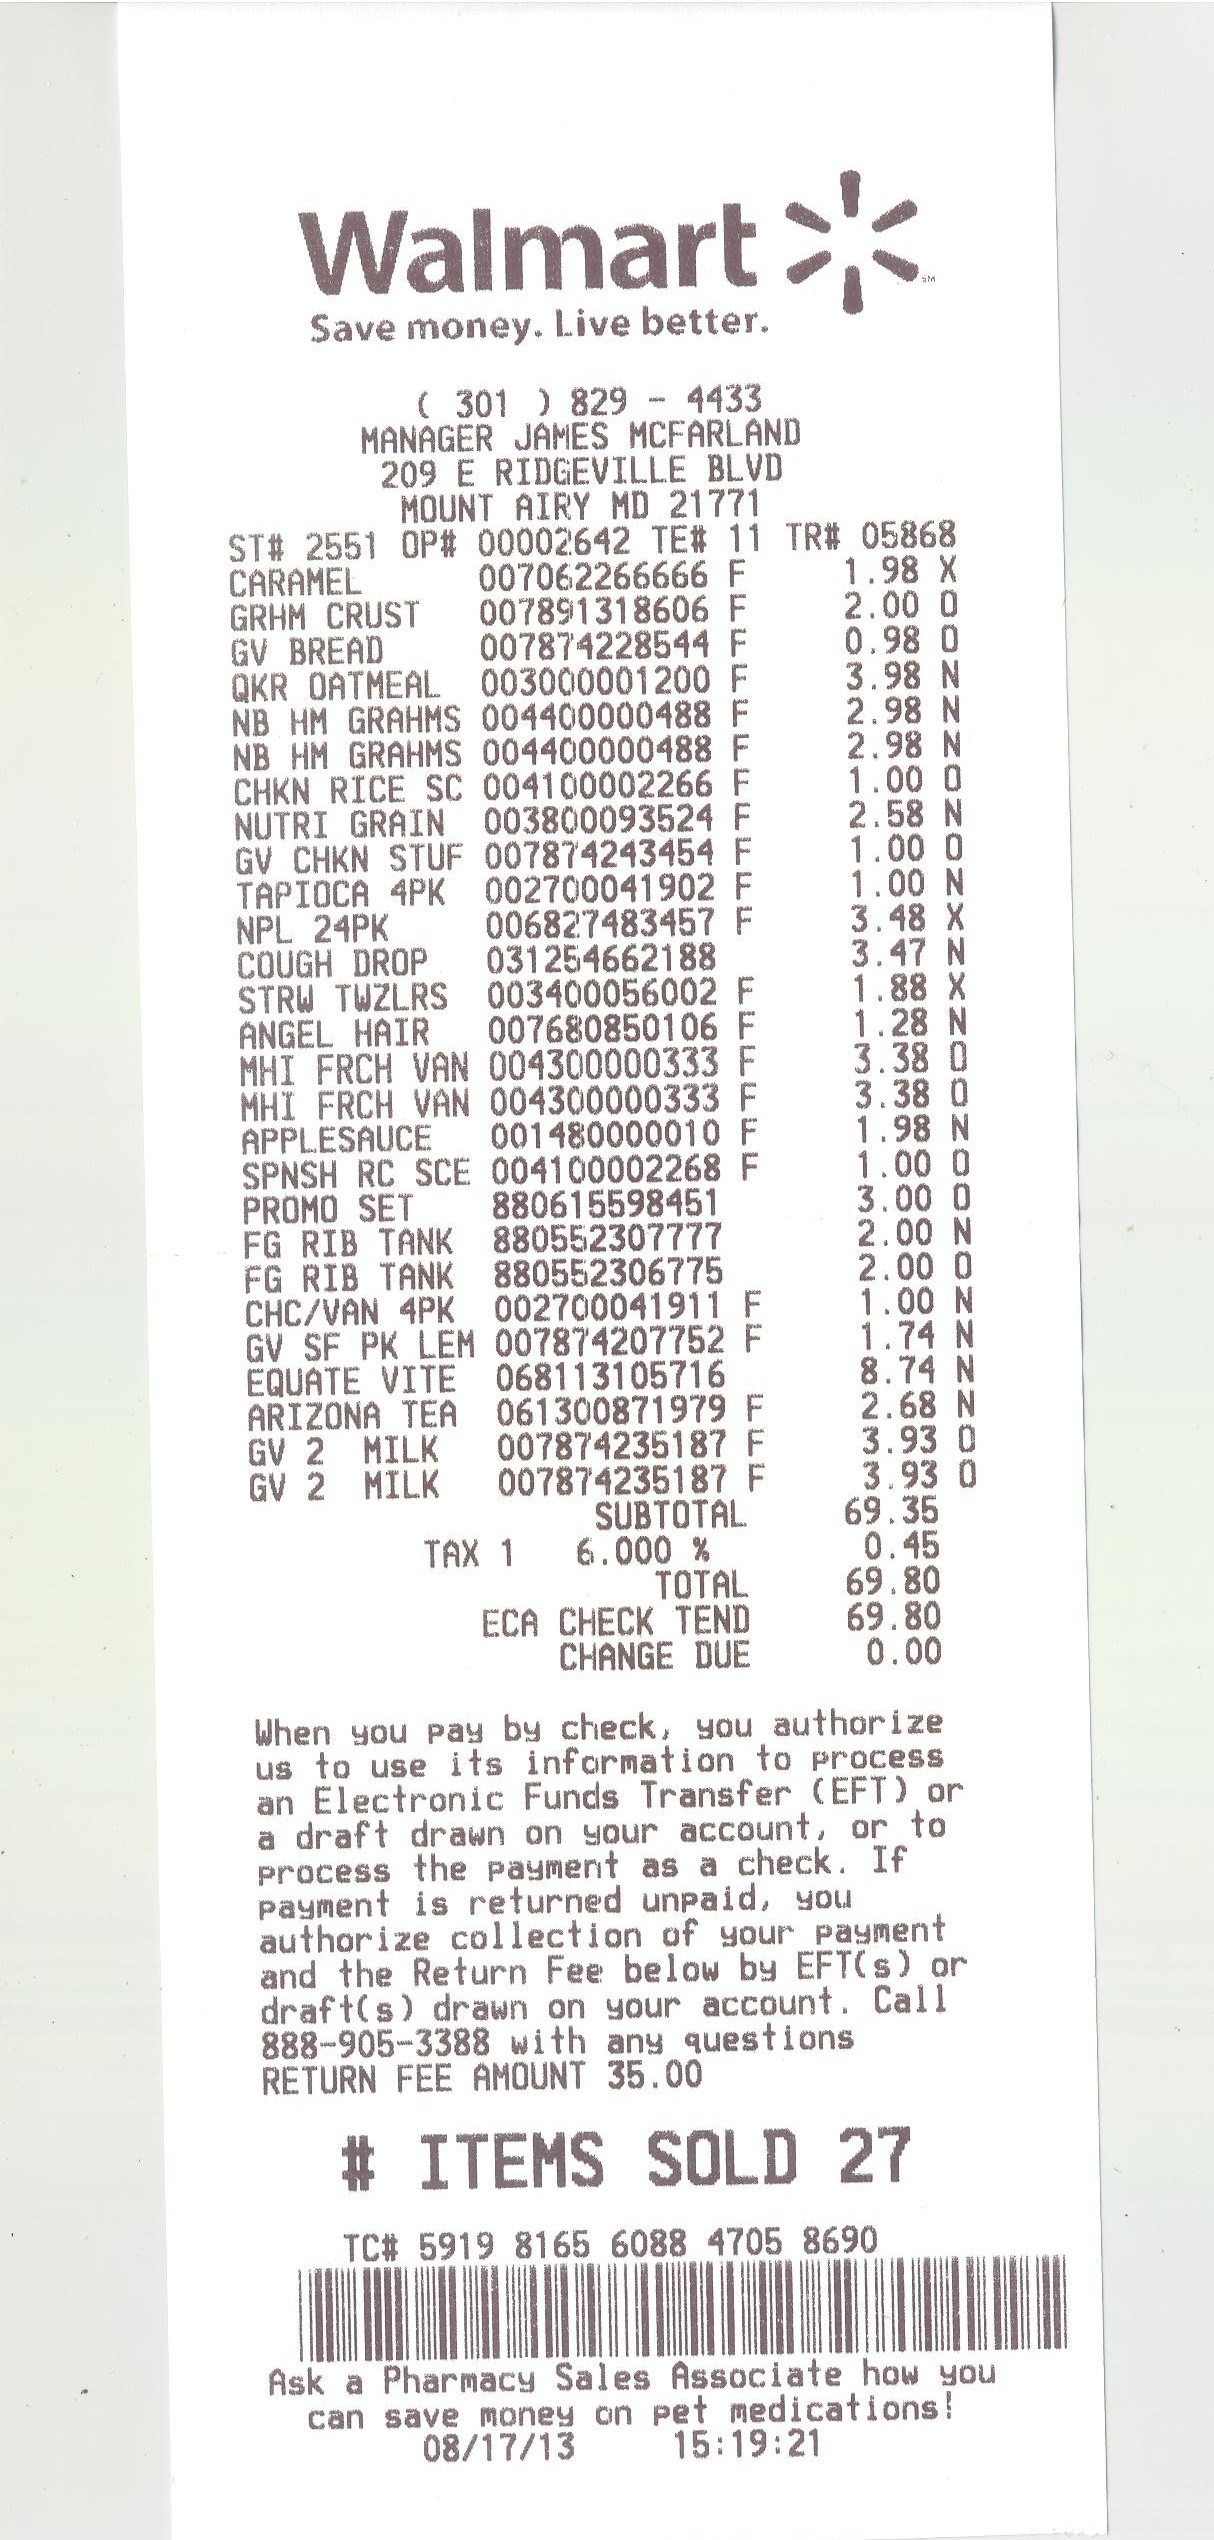 Walmart
SM
Save money. Live better.
( 301 ) 829 - 4433
MANAGER JAMES MCFARLAND
209 E RIDGEVILLE BLVD
MOUNT AIRY MD 21771
ST# 2551 OP# 00002642 TE# 11 TR# 05868
CARAMEL 007062266666 F 1.98 X
GRHM CRUST 007891318606 F 2.00 O
GV BREAD 007874228544 F 0.98 O
QKR OATMEAL 003000001200 F 3.98 N
NB HM GRAHMS 004400000488 F 2.98 N
NB HM GRAHMS 004400000488 F 2.98 N
CHKN RICE SC 004100002266 F 1.00 O
NUTRI GRAIN 003800093524 F 2.58 N
GV CHKN STUF 007874243454 F 1.00 O
TAPIOCA 4PK 002700041902 F 1.00 N
NPL 24PK 006827483457 F 3.48 X
COUGH DROP 031254662188 3.47 N
STRW TWZLRS 003400056002 F 1.88 X
ANGEL HAIR 007680850106 F 1.28 N
MHI FRCH VAN 004300000333 F 3.38 O
MHI FRCH VAN 004300000333 F 3.38 O
APPLESAUCE 001480000010 F 1.98 N
SPNSH RC SCE 004100002268 F 1.00 O
PROMO SET 880615598451 3.00 O
FG RIB TANK 880552307777 2.00 N
FG RIB TANK 880552306775 2.00 O
CHC/VAN 4PK 002700041911 F 1.00 N
GV SF PK LEM 007874207752 F 1.74 N
EQUATE VITE 068113105716 8.74 N
ARIZONA TEA 061300871979 F 2.68 N
GV 2 MILK 007874235187 F 3.93 O
GV 2 MILK 007874235187 F 3.93 O
SUBTOTAL 69.35
TAX 1 6.000 % 0.45
TOTAL 69.80
ECA CHECK TEND 69.80
CHANGE DUE 0.00
When you pay by check, you authorize
us to use its information to process
an Electronic Funds Transfer (EFT) or
a draft drawn on your account, or to
process the payment as a check. If
payment is returned unpaid, you
authorize collection of your payment
and the Return Fee below by EFT(s) or
draft(s) drawn on your account. Call
888-905-3388 with any questions
RETURN FEE AMOUNT 35.00
# ITEMS SOLD 27
TC# 5919 8165 6088 4705 8690
Ask a Pharmacy Sales Associate how you
can save money on pet medications!
08/17/13 15:19:21